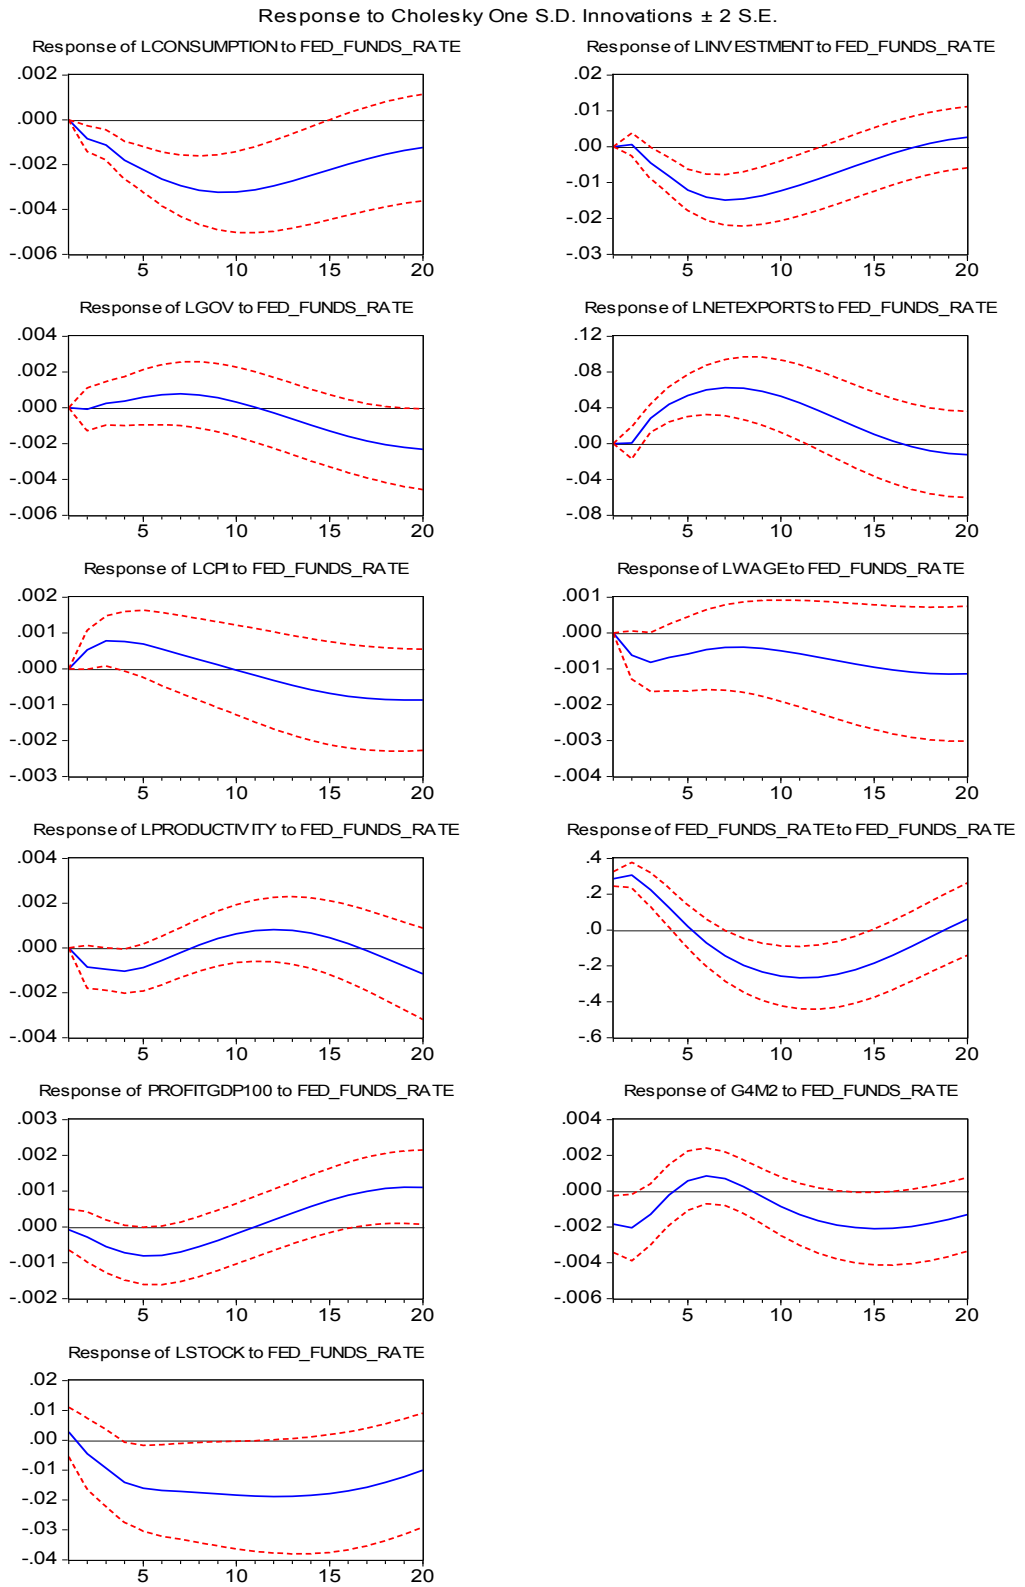 Response to Cholesky One S.D. Innovations ± 2 S.E.
Response of LCONSUMPTION to FED_FUNDS_RATE
.002
.000
-.002
-.004
-.006
5 10 15 20
Response of LINVESTMENT to FED_FUNDS_RATE
.02
.01
.00
-.01
-.02
-.03
5 10 15 20
Response of LGOV to FED_FUNDS_RATE
.004
.002
.000
-.002
-.004
-.006
5 10 15 20
Response of LNETEXPORTS to FED_FUNDS_RATE
.12
.08
.04
.00
-.04
-.08
5 10 15 20
Response of LCPI to FED_FUNDS_RATE
.002
.001
.000
-.001
-.002
-.003
5 10 15 20
Response of LWAGE to FED_FUNDS_RATE
.001
.000
-.001
-.002
-.003
-.004
5 10 15 20
Response of LPRODUCTIVITY to FED_FUNDS_RATE
.004
.002
.000
-.002
-.004
5 10 15 20
Response of FED_FUNDS_RATE to FED_FUNDS_RATE
.4
.2
.0
-.2
-.4
-.6
5 10 15 20
Response of PROFITGDP100 to FED_FUNDS_RATE
.003
.002
.001
.000
-.001
-.002
5 10 15 20
Response of G4M2 to FED_FUNDS_RATE
.004
.002
.000
-.002
-.004
-.006
5 10 15 20
Response of LSTOCK to FED_FUNDS_RATE
.02
.01
.00
-.01
-.02
-.03
-.04
5 10 15 20